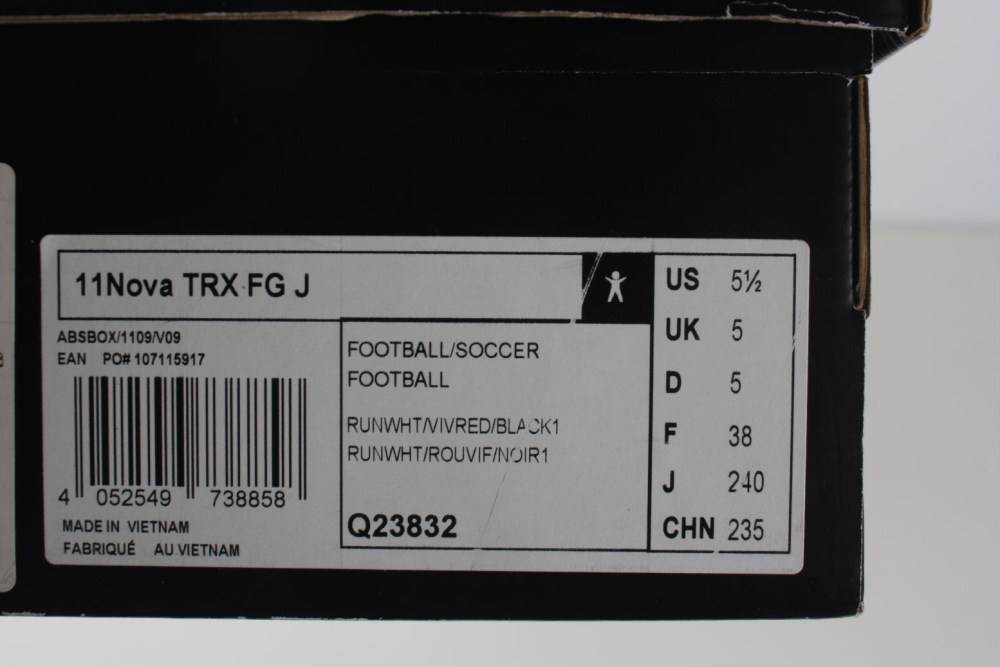 11Nova TRX FG J
ABSBOX/1109/V09
EAN PO# 107115917
4 052549 738858
MADE IN VIETNAM
FABRIQUÉ AU VIETNAM
FOOTBALL/SOCCER
FOOTBALL
RUNWHT/VIVRED/BLACK1
RUNWHT/ROUVIF/NOIR1
Q23832
US 5½
UK 5
D 5
F 38
J 240
CHN 235